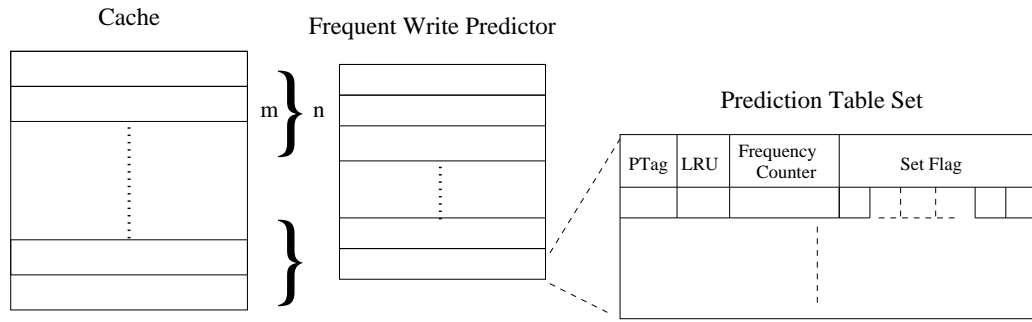 Cache
Frequent Write Predictor
m
n
Prediction Table Set
PTag
LRU
Frequency
Counter
Set Flag